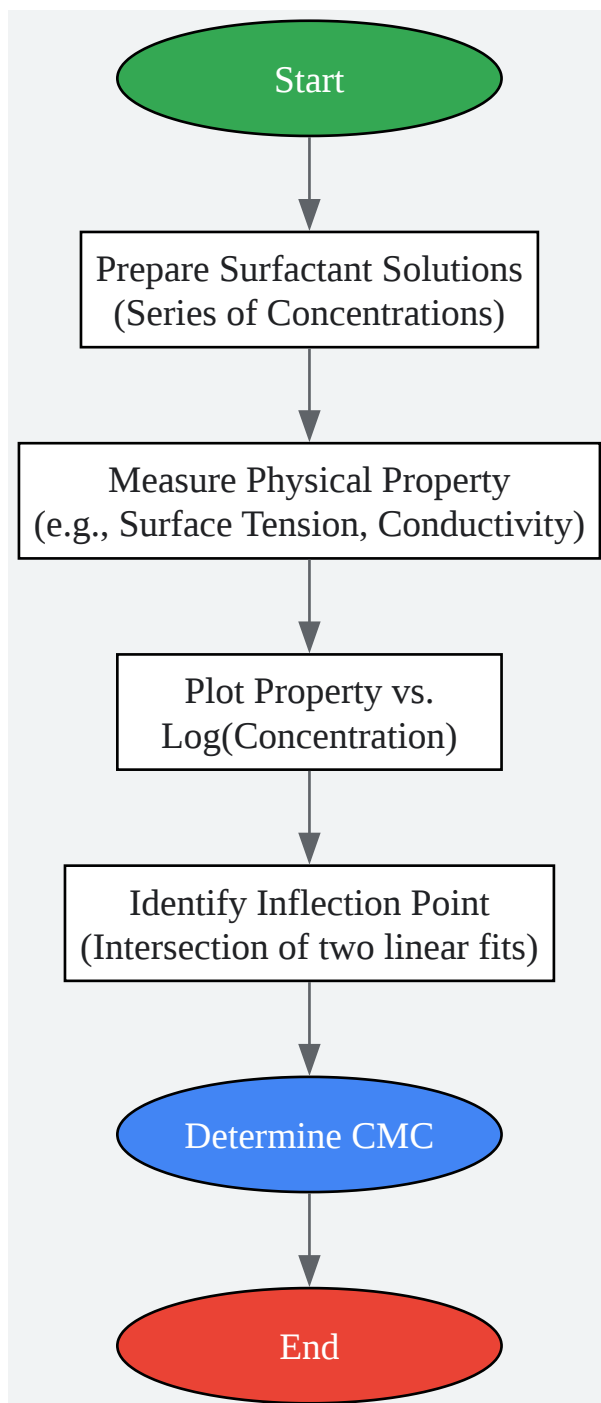 Start
Prepare Surfactant Solutions
(Series of Concentrations)
Measure Physical Property
(e.g., Surface Tension, Conductivity)
Plot Property vs.
Log(Concentration)
Identify Inflection Point
(Intersection of two linear fits)
Determine CMC
End